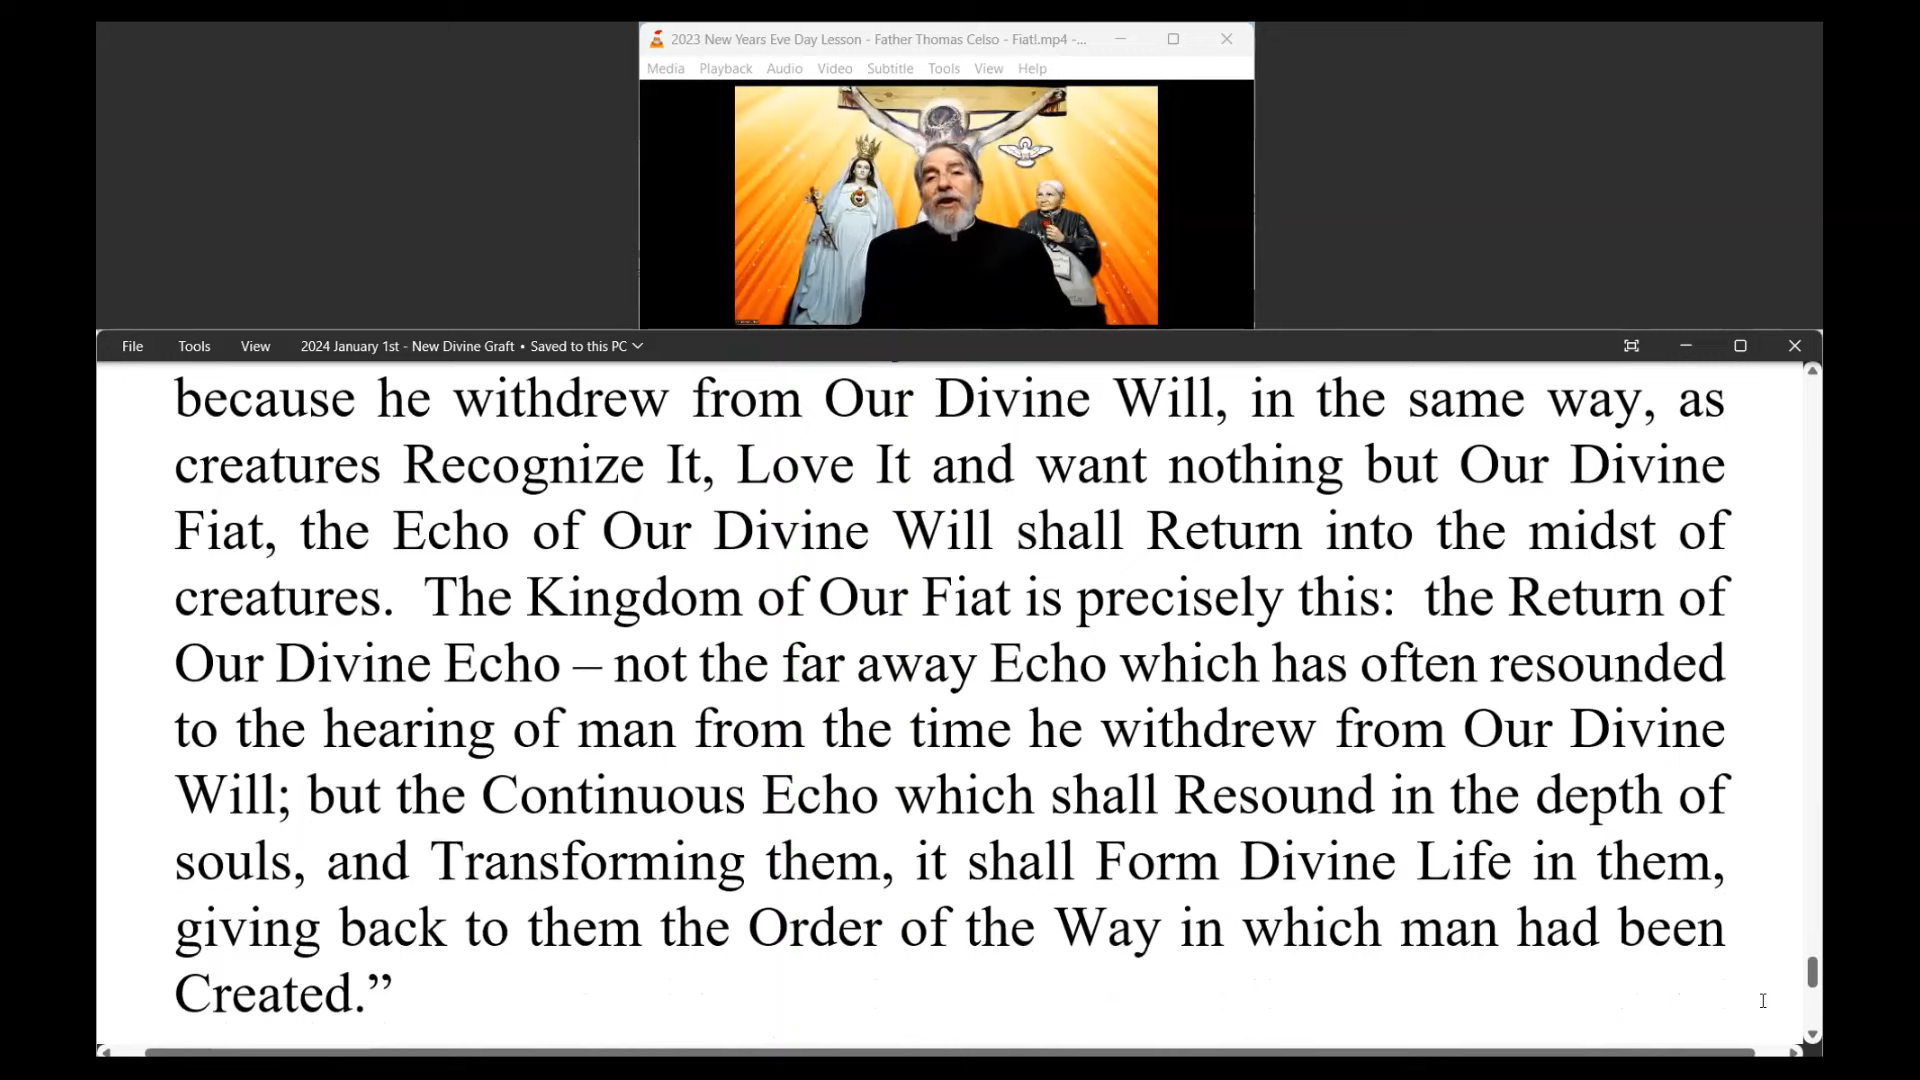 2023 New Years Eve Day Lesson - Father Thomas Celso - Fiat!.mp4 -...
Media Playback Audio Video Subtitle Tools View Help
File Tools View 2024 January 1st - New Divine Graft • Saved to this PC
because he withdrew from Our Divine Will, in the same way, as
creatures Recognize It, Love It and want nothing but Our Divine
Fiat, the Echo of Our Divine Will shall Return into the midst of
creatures. The Kingdom of Our Fiat is precisely this: the Return of
Our Divine Echo – not the far away Echo which has often resounded
to the hearing of man from the time he withdrew from Our Divine
Will; but the Continuous Echo which shall Resound in the depth of
souls, and Transforming them, it shall Form Divine Life in them,
giving back to them the Order of the Way in which man had been
Created.”